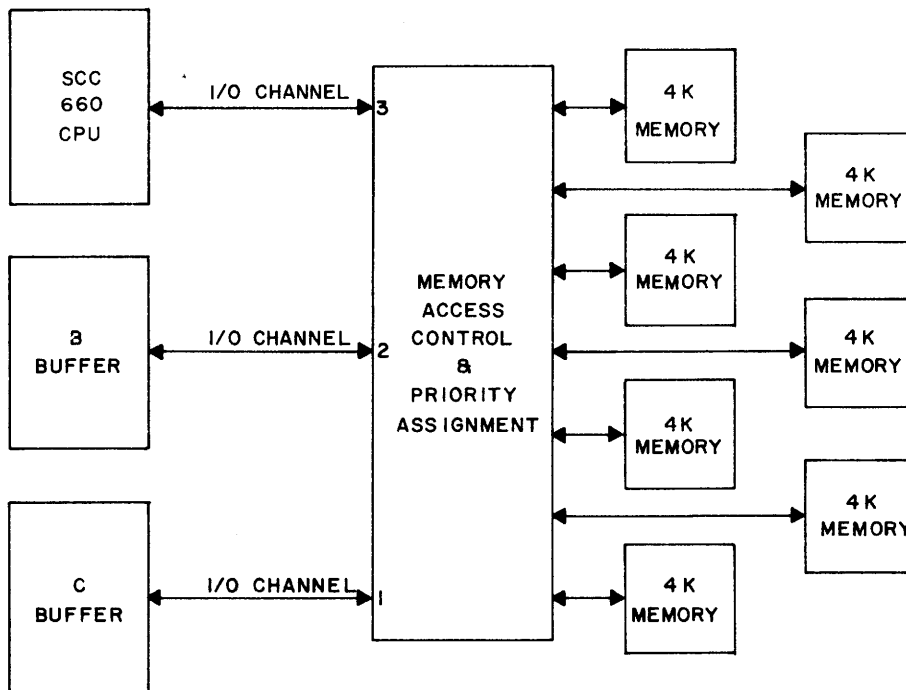 SCC
660
CPU
I/O CHANNEL
3
B
BUFFER
I/O CHANNEL
2
C
BUFFER
I/O CHANNEL
1
MEMORY
ACCESS
CONTROL
&
PRIORITY
ASSIGNMENT
4K
MEMORY
4K
MEMORY
4K
MEMORY
4K
MEMORY
4K
MEMORY
4K
MEMORY
4K
MEMORY